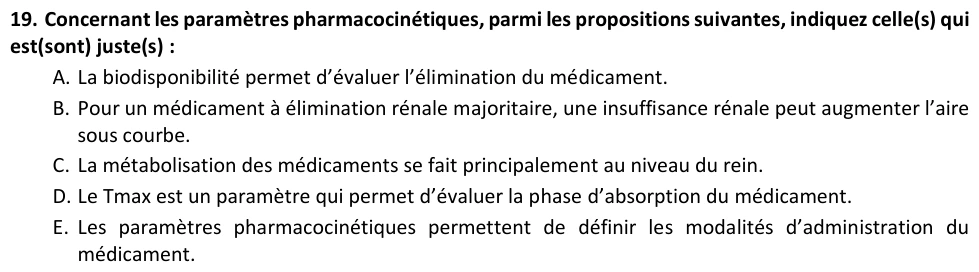 19. Concernant les paramètres pharmacocinétiques, parmi les propositions suivantes, indiquez celle(s) qui
est(sont) juste(s) :
A. La biodisponibilité permet d’évaluer l’élimination du médicament.
B. Pour un médicament à élimination rénale majoritaire, une insuffisance rénale peut augmenter l’aire
sous courbe.
C. La métabolisation des médicaments se fait principalement au niveau du rein.
D. Le Tmax est un paramètre qui permet d’évaluer la phase d’absorption du médicament.
E. Les paramètres pharmacocinétiques permettent de définir les modalités d’administration du
médicament.